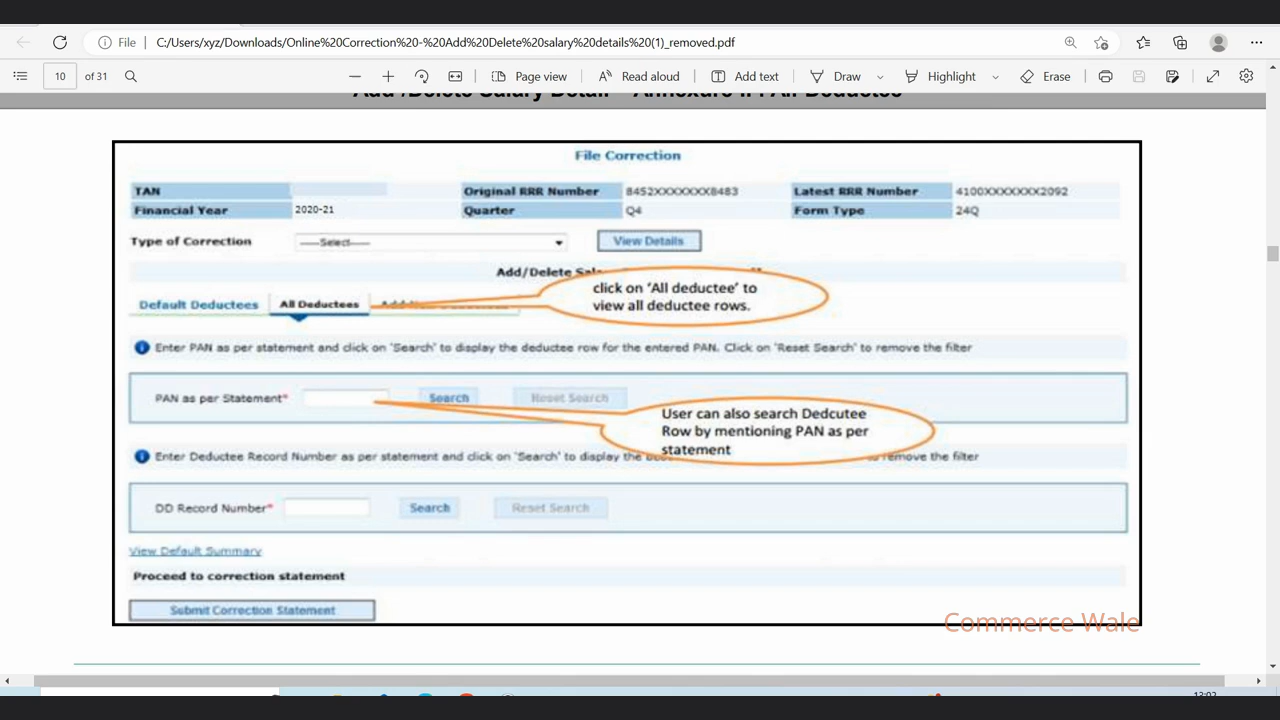 File C:/Users/xyz/Downloads/Online%20Correction%20-%20Add%20Delete%20salary%20details%20(1)_removed.pdf
10 of 31 Page view Read aloud Add text Draw Highlight Erase
File Correction
TAN Original RRR Number 8452XXXXXXX8483 Latest RRR Number 4100XXXXXXX2092
Financial Year 2020-21 Quarter Q4 Form Type 24Q
Type of Correction -----Select----- View Details
Add/Delete
click on ‘All deductee’ to
view all deductee rows.
Default Deductees All Deductees
Enter PAN as per statement and click on 'Search' to display the deductee row for the entered PAN. Click on 'Reset Search' to remove the filter
PAN as per Statement* Search Reset Search
User can also search Dedcutee
Row by mentioning PAN as per
statement
Enter Deductee Record Number as per statement and click on 'Search' to display the remove the filter
DD Record Number* Search Reset Search
View Default Summary
Proceed to correction statement
Submit Correction Statement
Commerce Wale